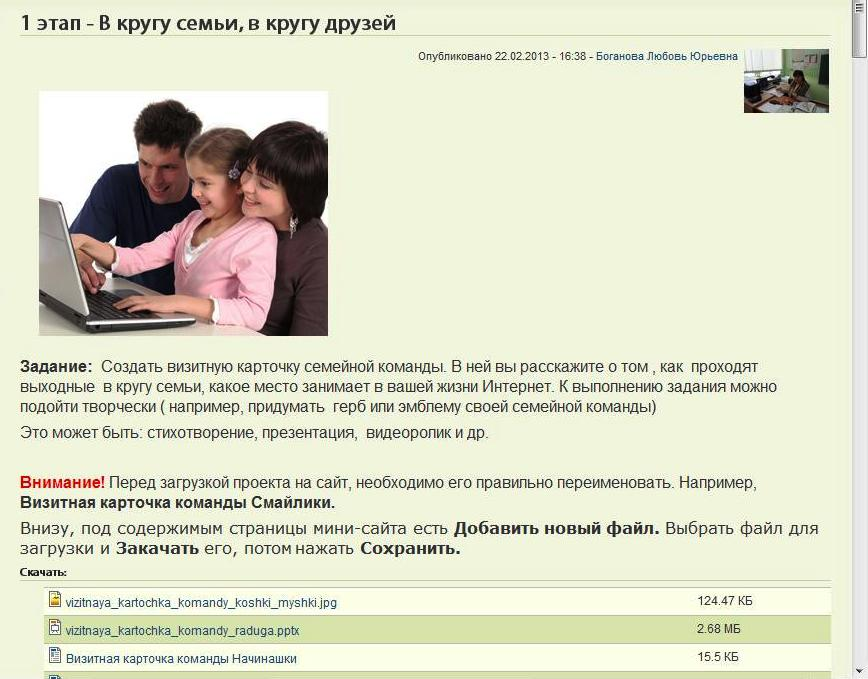 1 этап - В кругу семьи, в кругу друзей
Опубликовано 22.02.2013 - 16:38 - Боганова Любовь Юрьевна
Задание: Создать визитную карточку семейной команды. В ней вы расскажите о том , как проходят
выходные в кругу семьи, какое место занимает в вашей жизни Интернет. К выполнению задания можно
подойти творчески ( например, придумать герб или эмблему своей семейной команды)
Это может быть: стихотворение, презентация, видеоролик и др.
Внимание! Перед загрузкой проекта на сайт, необходимо его правильно переименовать. Например,
Визитная карточка команды Смайлики.
Внизу, под содержимым страницы мини-сайта есть Добавить новый файл. Выбрать файл для
загрузки и Закачать его, потом нажать Сохранить.
Скачать:
vizitnaya_kartochka_komandy_koshki_myshki.jpg 124.47 КБ
vizitnaya_kartochka_komandy_raduga.pptx 2.68 МБ
Визитная карточка команды Начинашки 15.5 КБ